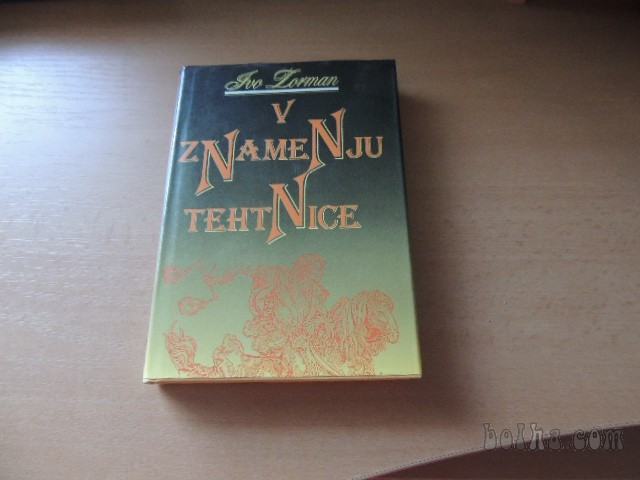 Ivo Zorman
V
ZNAMENJU
TEHTNICE
bolha.com